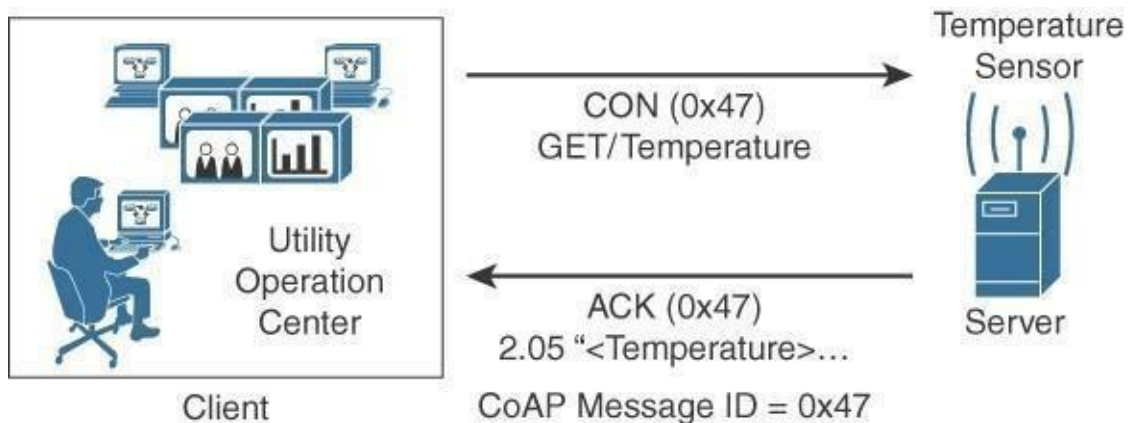 Temperature
Sensor
CON (0x47)
GET/Temperature
Utility
Operation
Center
ACK (0x47)
2.05 “<Temperature>...
Server
Client
CoAP Message ID = 0x47